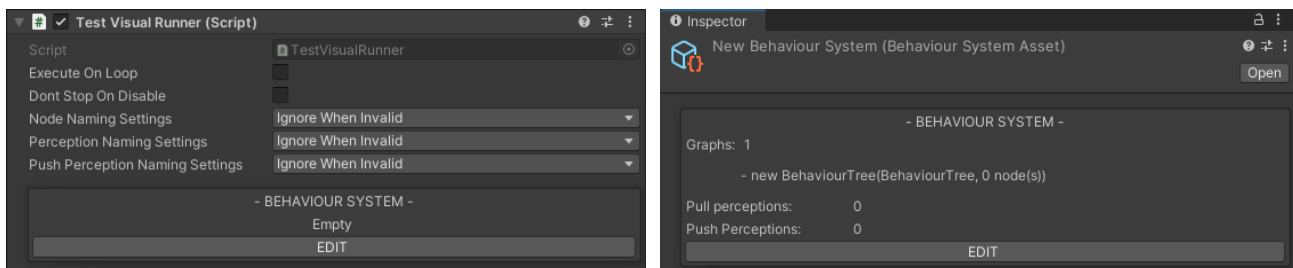 Test Visual Runner (Script)
Script TestVisualRunner
Execute On Loop
Dont Stop On Disable
Node Naming Settings Ignore When Invalid
Perception Naming Settings Ignore When Invalid
Push Perception Naming Settings Ignore When Invalid
- BEHAVIOUR SYSTEM -
Empty
EDIT
Inspector
New Behaviour System (Behaviour System Asset)
Open
- BEHAVIOUR SYSTEM -
Graphs: 1
- new BehaviourTree(BehaviourTree, 0 node(s))
Pull perceptions: 0
Push Perceptions: 0
EDIT